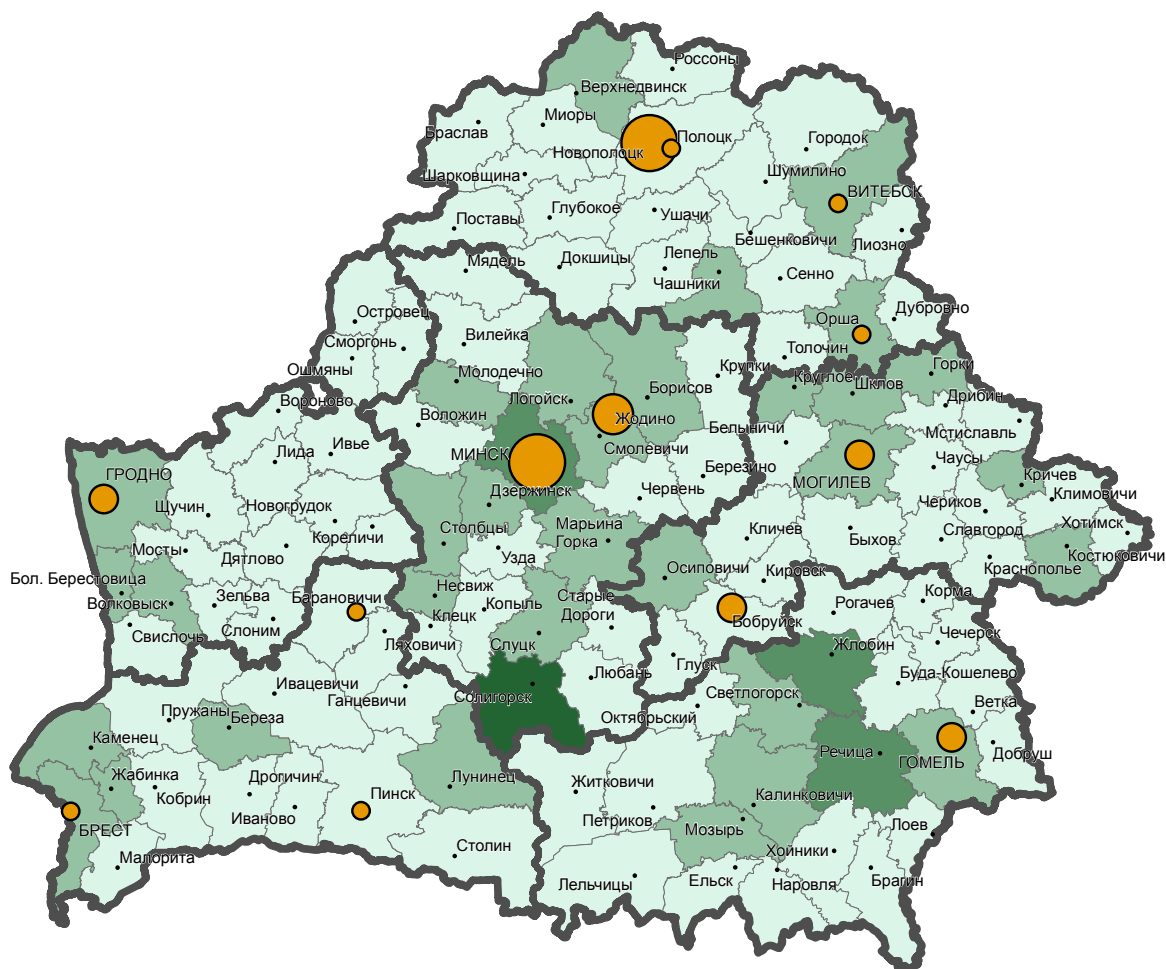 Россоны
Верхнедвинск
Миоры
Браслав
Полоцк
Городок
Новополоцк
Шарковщина
Шумилино
ВИТЕБСК
Глубокое
Ушачи
Поставы
Бешенковичи
Лиозно
Мядель
Докшицы
Лепель
Сенно
Чашники
Островец
Дубровно
Орша
Вилейка
Сморгонь
Толочин
Ошмяны
Крупки
Горки
Молодечно
Круглое
Шклов
Борисов
Логойск
Дрибин
Вороново
Воложин
Жодино
Белыничи
Мстиславль
Ивье
Смолевичи
Лида
МИНСК
Чаусы
ГРОДНО
Березино
Кричев
МОГИЛЕВ
Дзержинск
Червень
Климовичи
Щучин
Новогрудок
Чериков
Столбцы
Марьина
Горка
Хотимск
Кореличи
Кличев
Быхов
Славгород
Мосты
Дятлово
Узда
Костюковичи
Осиповичи
Краснополье
Бол. Берестовица
Кировск
Несвиж
Зельва
Барановичи
Старые
Дороги
Корма
Волковыск
Копыль
Рогачев
Клецк
Бобруйск
Слоним
Свислочь
Чечерск
Ляховичи
Слуцк
Жлобин
Глуск
Любань
Буда-Кошелево
Ивацевичи
Светлогорск
Солигорск
Ганцевичи
Ветка
Пружаны
Береза
Октябрьский
Каменец
Речица
Добруш
ГОМЕЛЬ
Жабинка
Дрогичин
Лунинец
Житковичи
Пинск
Кобрин
Калинковичи
Иваново
Петриков
Лоев
БРЕСТ
Мозырь
Столин
Хойники
Малорита
Ельск
Брагин
Лельчицы
Наровля